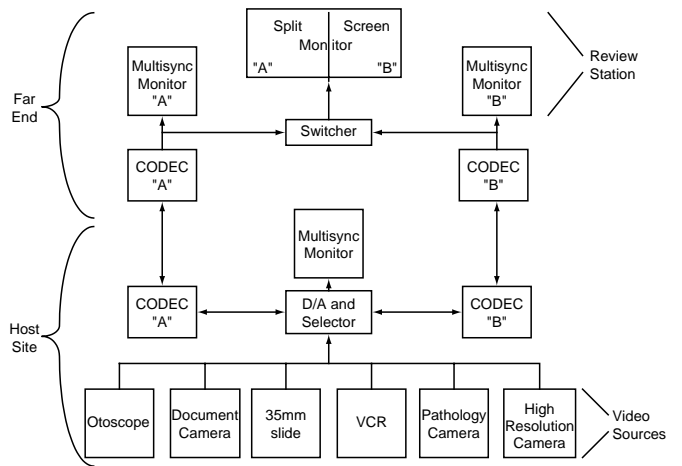 Split Screen
Monitor
"A" "B"
Multisync
Monitor
"A"
Multisync
Monitor
"B"
Review
Station
Far
End
Switcher
CODEC
"A"
CODEC
"B"
Multisync
Monitor
Host
Site
CODEC
"A"
D/A and
Selector
CODEC
"B"
Otoscope
Document
Camera
35mm
slide
VCR
Pathology
Camera
High
Resolution
Camera
Video
Sources